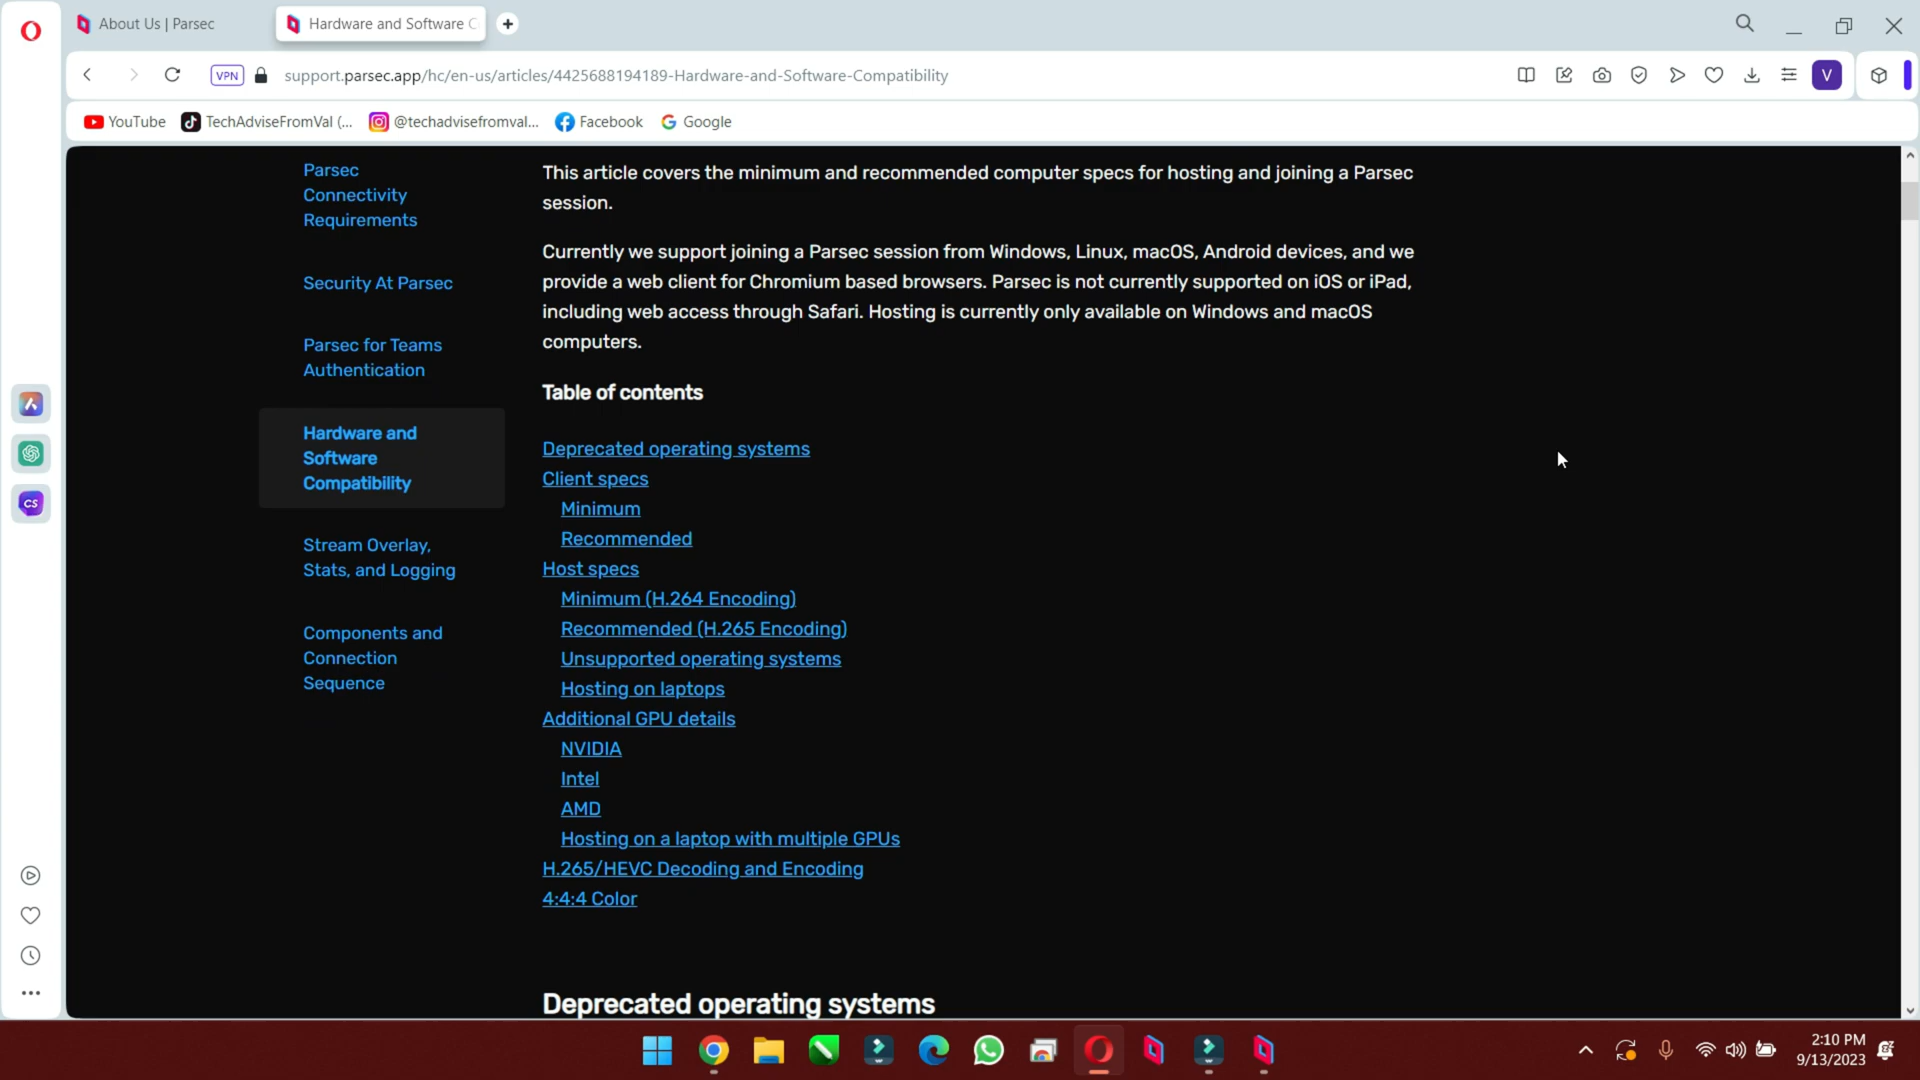 About Us | Parsec
Hardware and Software C
VPN
support.parsec.app/hc/en-us/articles/4425688194189-Hardware-and-Software-Compatibility
V
YouTube
TechAdviseFromVal (...
@techadvisefromval...
Facebook
Google
Parsec
Connectivity
Requirements
Security At Parsec
Parsec for Teams
Authentication
Hardware and
Software
Compatibility
Stream Overlay,
Stats, and Logging
Components and
Connection
Sequence
This article covers the minimum and recommended computer specs for hosting and joining a Parsec
session.
Currently we support joining a Parsec session from Windows, Linux, macOS, Android devices, and we
provide a web client for Chromium based browsers. Parsec is not currently supported on iOS or iPad,
including web access through Safari. Hosting is currently only available on Windows and macOS
computers.
Table of contents
Deprecated operating systems
Client specs
Minimum
Recommended
Host specs
Minimum (H.264 Encoding)
Recommended (H.265 Encoding)
Unsupported operating systems
Hosting on laptops
Additional GPU details
NVIDIA
Intel
AMD
Hosting on a laptop with multiple GPUs
H.265/HEVC Decoding and Encoding
4:4:4 Color
Deprecated operating systems
CS
2:10 PM
9/13/2023